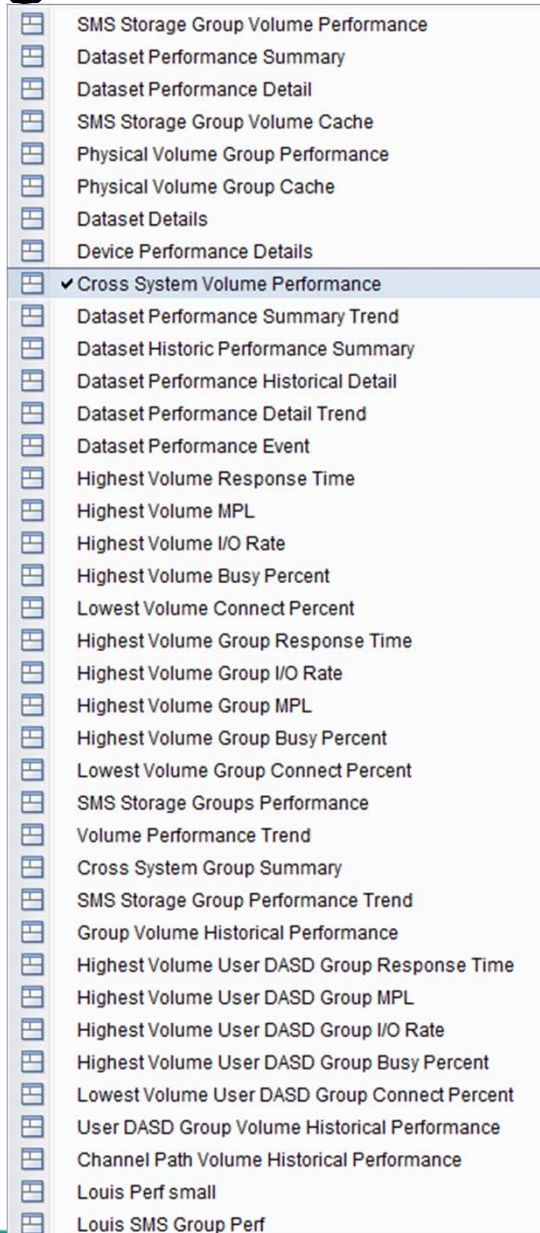 SMS Storage Group Volume Performance
Dataset Performance Summary
Dataset Performance Detail
SMS Storage Group Volume Cache
Physical Volume Group Performance
Physical Volume Group Cache
Dataset Details
Device Performance Details
✔Cross System Volume Performance
Dataset Performance Summary Trend
Dataset Historic Performance Summary
Dataset Performance Historical Detail
Dataset Performance Detail Trend
Dataset Performance Event
Highest Volume Response Time
Highest Volume MPL
Highest Volume I/O Rate
Highest Volume Busy Percent
Lowest Volume Connect Percent
Highest Volume Group Response Time
Highest Volume Group I/O Rate
Highest Volume Group MPL
Highest Volume Group Busy Percent
Lowest Volume Group Connect Percent
SMS Storage Groups Performance
Volume Performance Trend
Cross System Group Summary
SMS Storage Group Performance Trend
Group Volume Historical Performance
Highest Volume User DASD Group Response Time
Highest Volume User DASD Group MPL
Highest Volume User DASD Group I/O Rate
Highest Volume User DASD Group Busy Percent
Lowest Volume User DASD Group Connect Percent
User DASD Group Volume Historical Performance
Channel Path Volume Historical Performance
Louis Perf small
Louis SMS Group Perf